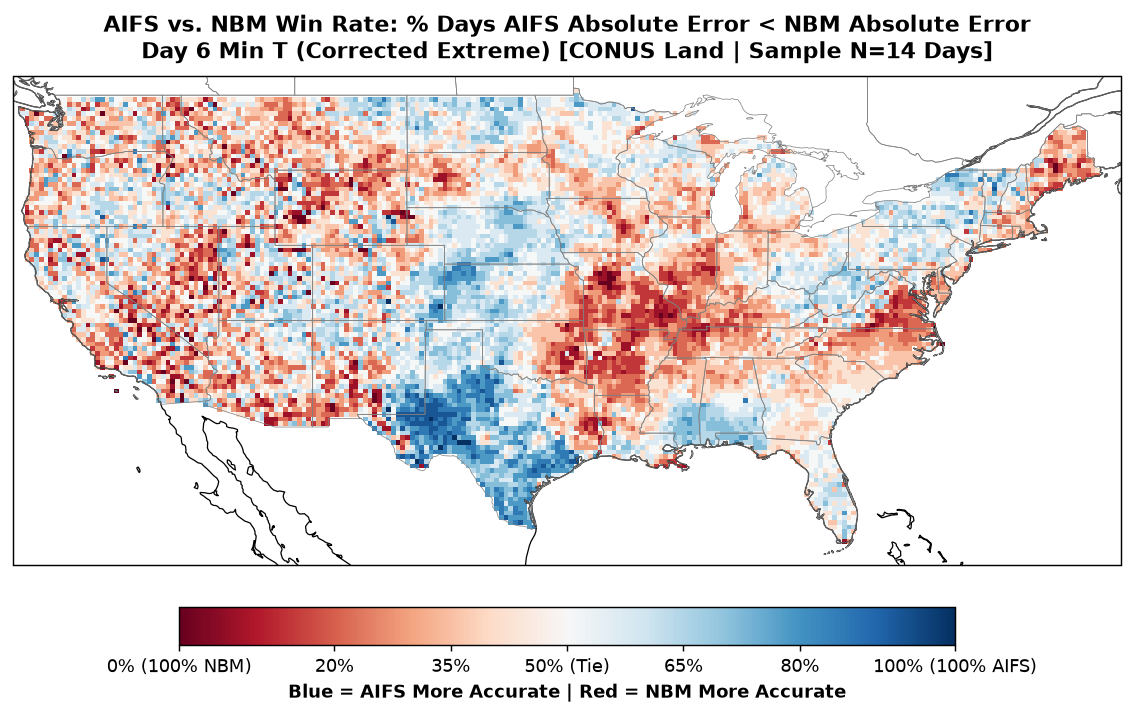 AIFS vs. NBM Win Rate: % Days AIFS Absolute Error < NBM Absolute Error
Day 6 Min T (Corrected Extreme) [CONUS Land | Sample N=14 Days]
0% (100% NBM) 20% 35% 50% (Tie) 65% 80% 100% (100% AIFS)
Blue = AIFS More Accurate | Red = NBM More Accurate